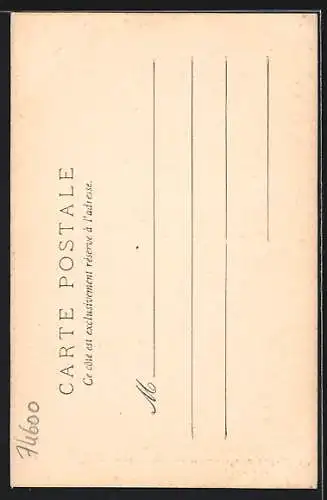 CARTE POSTALE
Ce côté est exclusivement réservé à l'adresse.
M
74600